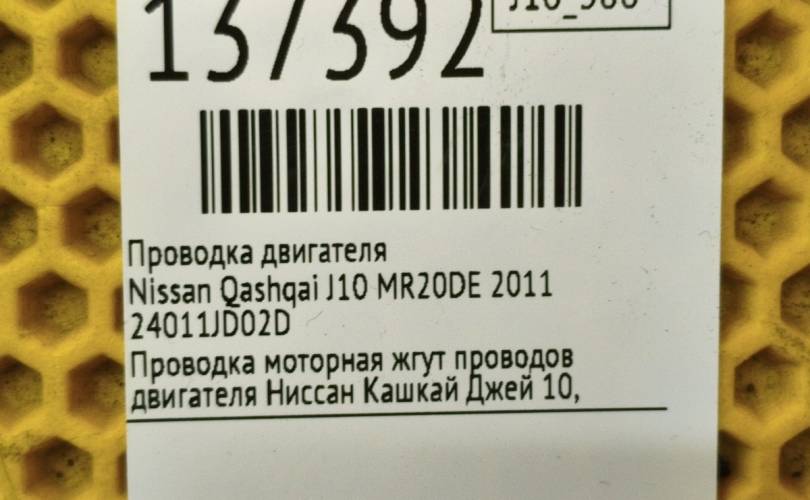 137392
Проводка двигателя
Nissan Qashqai J10 MR20DE 2011
24011JD02D
Проводка моторная жгут проводов
двигателя Ниссан Кашкай Джей 10,